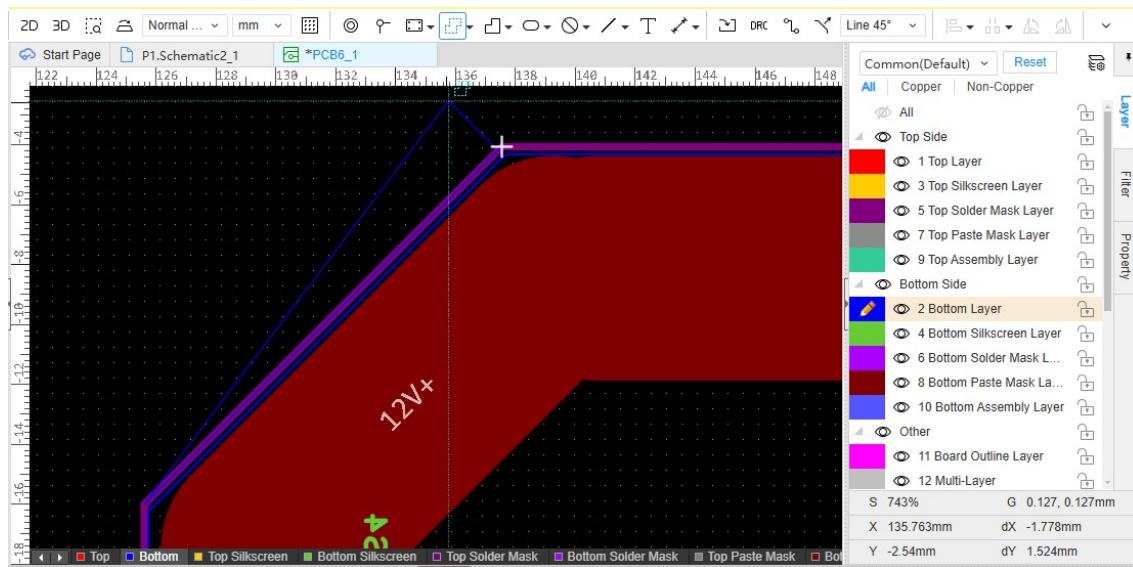 2D 3D Normal ... mm T DRC Line 45°
Start Page P1.Schematic2_1 *PCB6_1
122 124 126 128 130 132 134 136 138 140 142 144 146 148
-4
-6
-8
-10
-12
-14
-16
-18
12V+
Top Bottom Top Silkscreen Bottom Silkscreen Top Solder Mask Bottom Solder Mask Top Paste Mask Bot
Common(Default) Reset
All Copper Non-Copper
All
Top Side
1 Top Layer
3 Top Silkscreen Layer
5 Top Solder Mask Layer
7 Top Paste Mask Layer
9 Top Assembly Layer
Bottom Side
2 Bottom Layer
4 Bottom Silkscreen Layer
6 Bottom Solder Mask L...
8 Bottom Paste Mask La...
10 Bottom Assembly Layer
Other
11 Board Outline Layer
12 Multi-Layer
S 743% G 0.127, 0.127mm
X 135.763mm dX -1.778mm
Y -2.54mm dY 1.524mm
Layer
Filter
Property